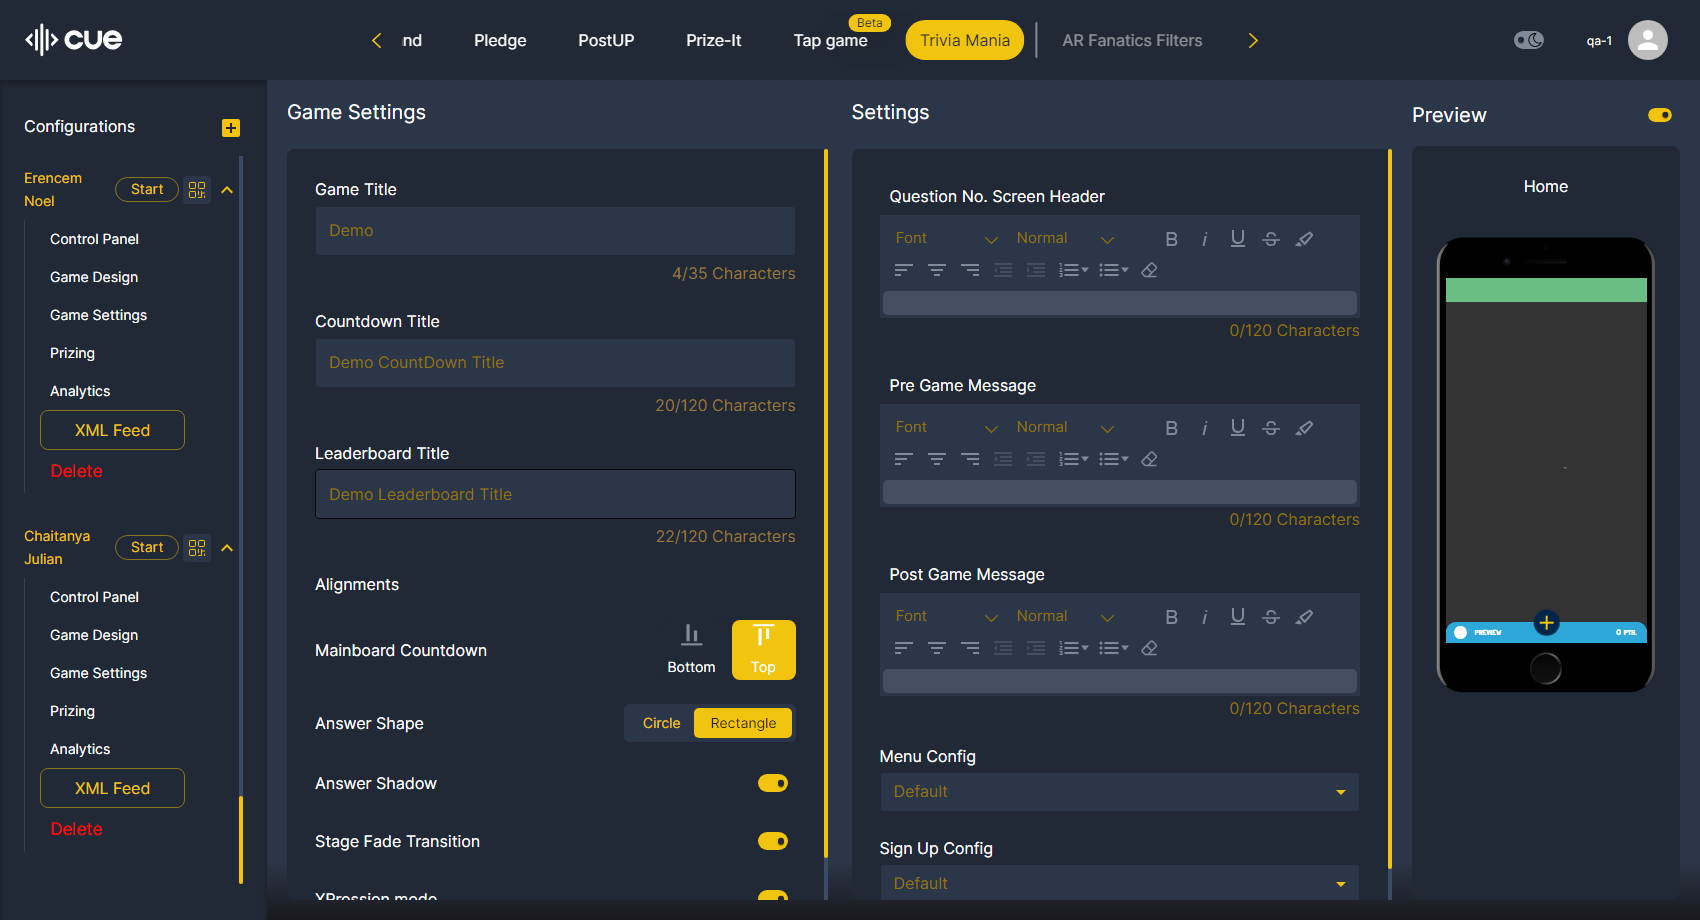 cue
nd
Pledge
PostUP
Prize-It
Tap game
Beta
Trivia Mania
AR Fanatics Filters
qa-1
Configurations
Erencem
Noel
Start
Control Panel
Game Design
Game Settings
Prizing
Analytics
XML Feed
Delete
Chaitanya
Julian
Start
Control Panel
Game Design
Game Settings
Prizing
Analytics
XML Feed
Delete
Game Settings
Game Title
Demo
4/35 Characters
Countdown Title
Demo CountDown Title
20/120 Characters
Leaderboard Title
Demo Leaderboard Title
22/120 Characters
Alignments
Mainboard Countdown
Bottom
Top
Answer Shape
Circle
Rectangle
Answer Shadow
Stage Fade Transition
XPression mode
Settings
Question No. Screen Header
Font
Normal
0/120 Characters
Pre Game Message
Font
Normal
0/120 Characters
Post Game Message
Font
Normal
0/120 Characters
Menu Config
Default
Sign Up Config
Default
Preview
Home
PREVIEW
0 PTS.